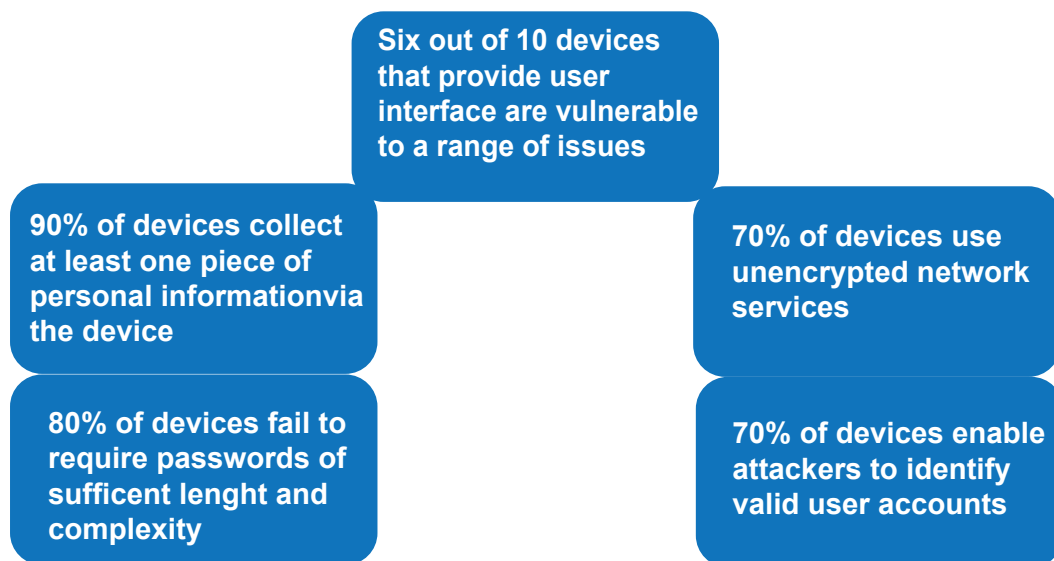 Six out of 10 devices
that provide user
interface are vulnerable
to a range of issues
90% of devices collect
at least one piece of
personal informationvia
the device
70% of devices use
unencrypted network
services
80% of devices fail to
require passwords of
sufficent lenght and
complexity
70% of devices enable
attackers to identify
valid user accounts